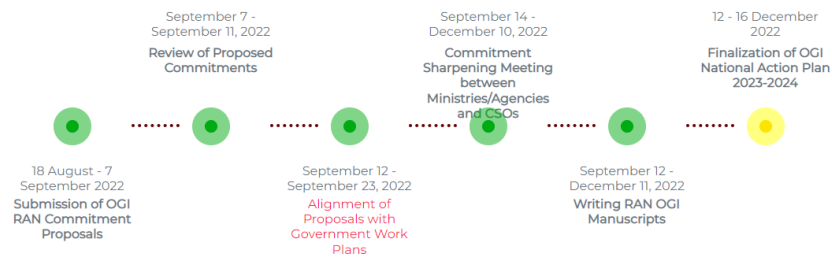 18 August - 7
September 2022
Submission of OGI
RAN Commitment
Proposals
September 7 -
September 11, 2022
Review of Proposed
Commitments
September 12 -
September 23, 2022
Alignment of
Proposals with
Government Work
Plans
September 14 -
December 10, 2022
Commitment
Sharpening Meeting
between
Ministries/Agencies
and CSOs
September 12 -
December 11, 2022
Writing RAN OGI
Manuscripts
12 - 16 December
2022
Finalization of OGI
National Action Plan
2023-2024